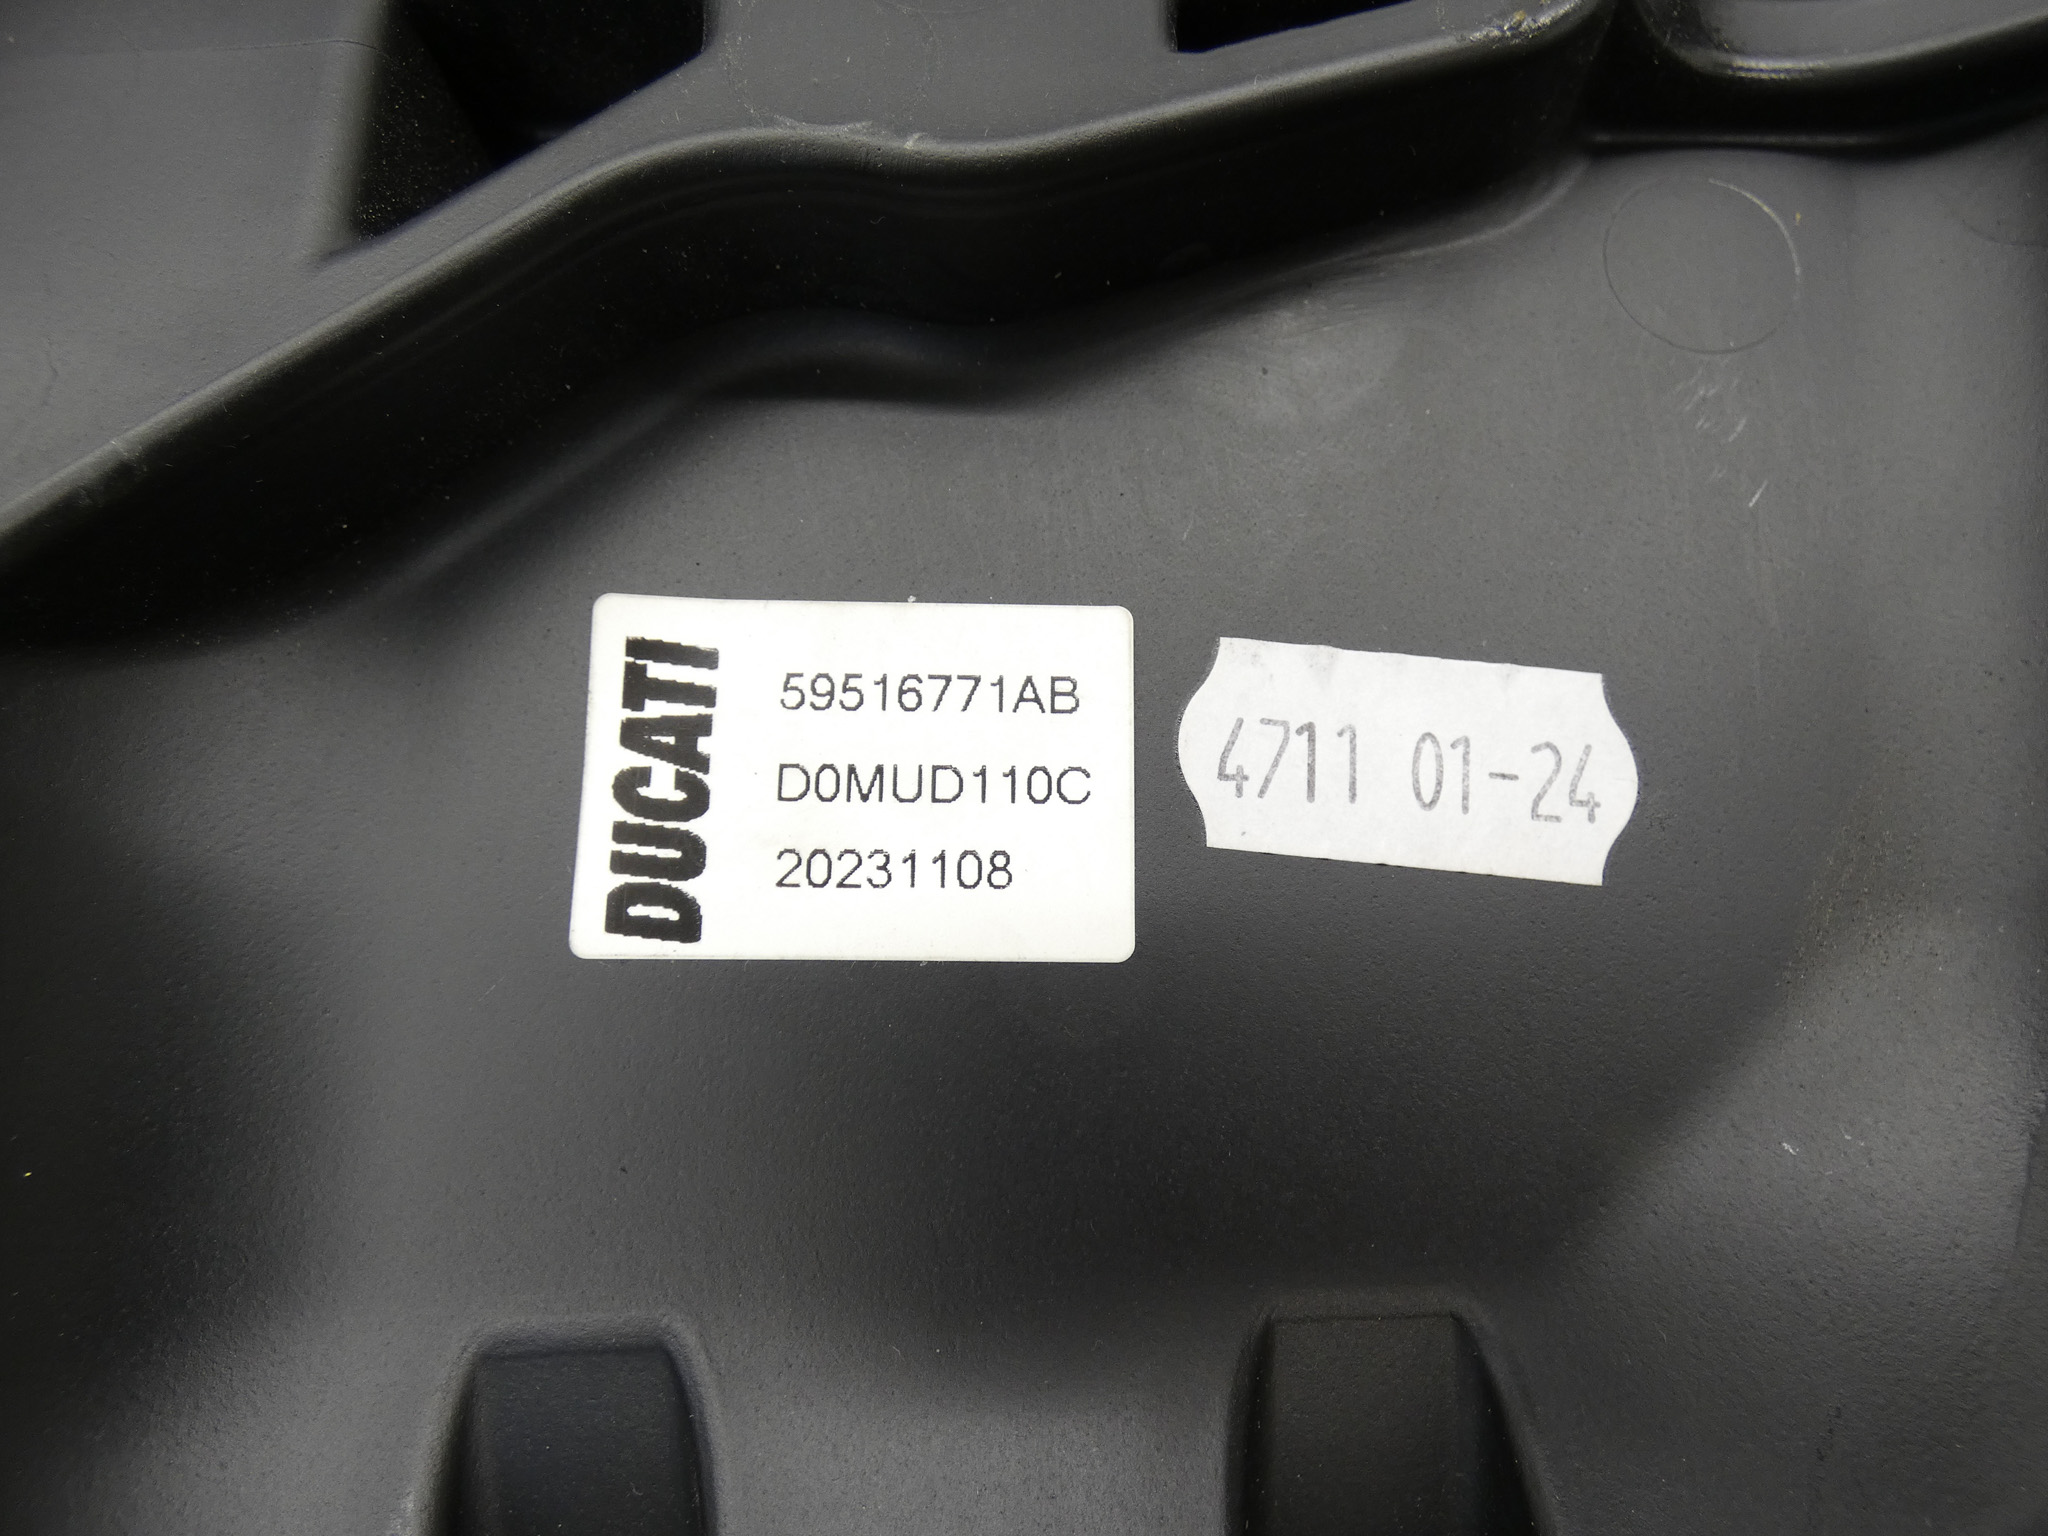 DUCATI
59516771AB
D0MUD110C
20231108
4711 01-24